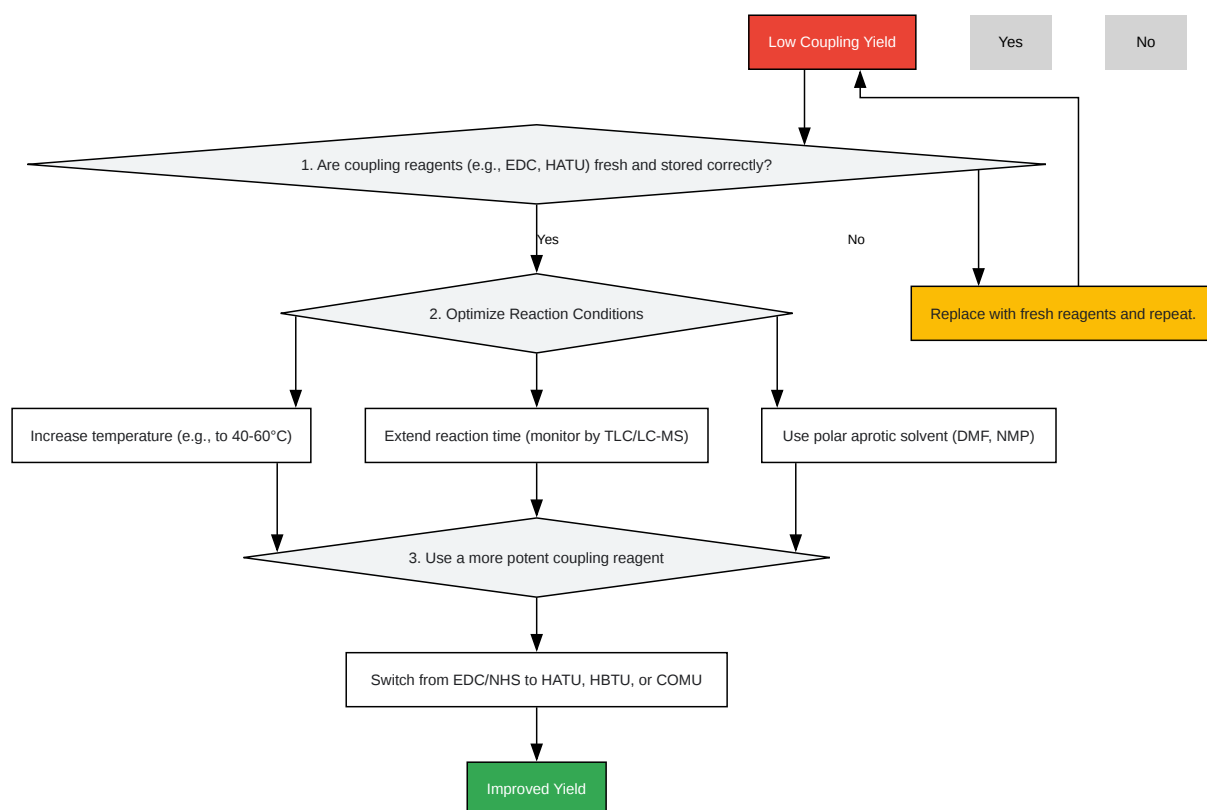 Low Coupling Yield
Yes
No
1. Are coupling reagents (e.g., EDC, HATU) fresh and stored correctly?
Yes
No
2. Optimize Reaction Conditions
Replace with fresh reagents and repeat.
Increase temperature (e.g., to 40-60°C)
Extend reaction time (monitor by TLC/LC-MS)
Use polar aprotic solvent (DMF, NMP)
3. Use a more potent coupling reagent
Switch from EDC/NHS to HATU, HBTU, or COMU
Improved Yield